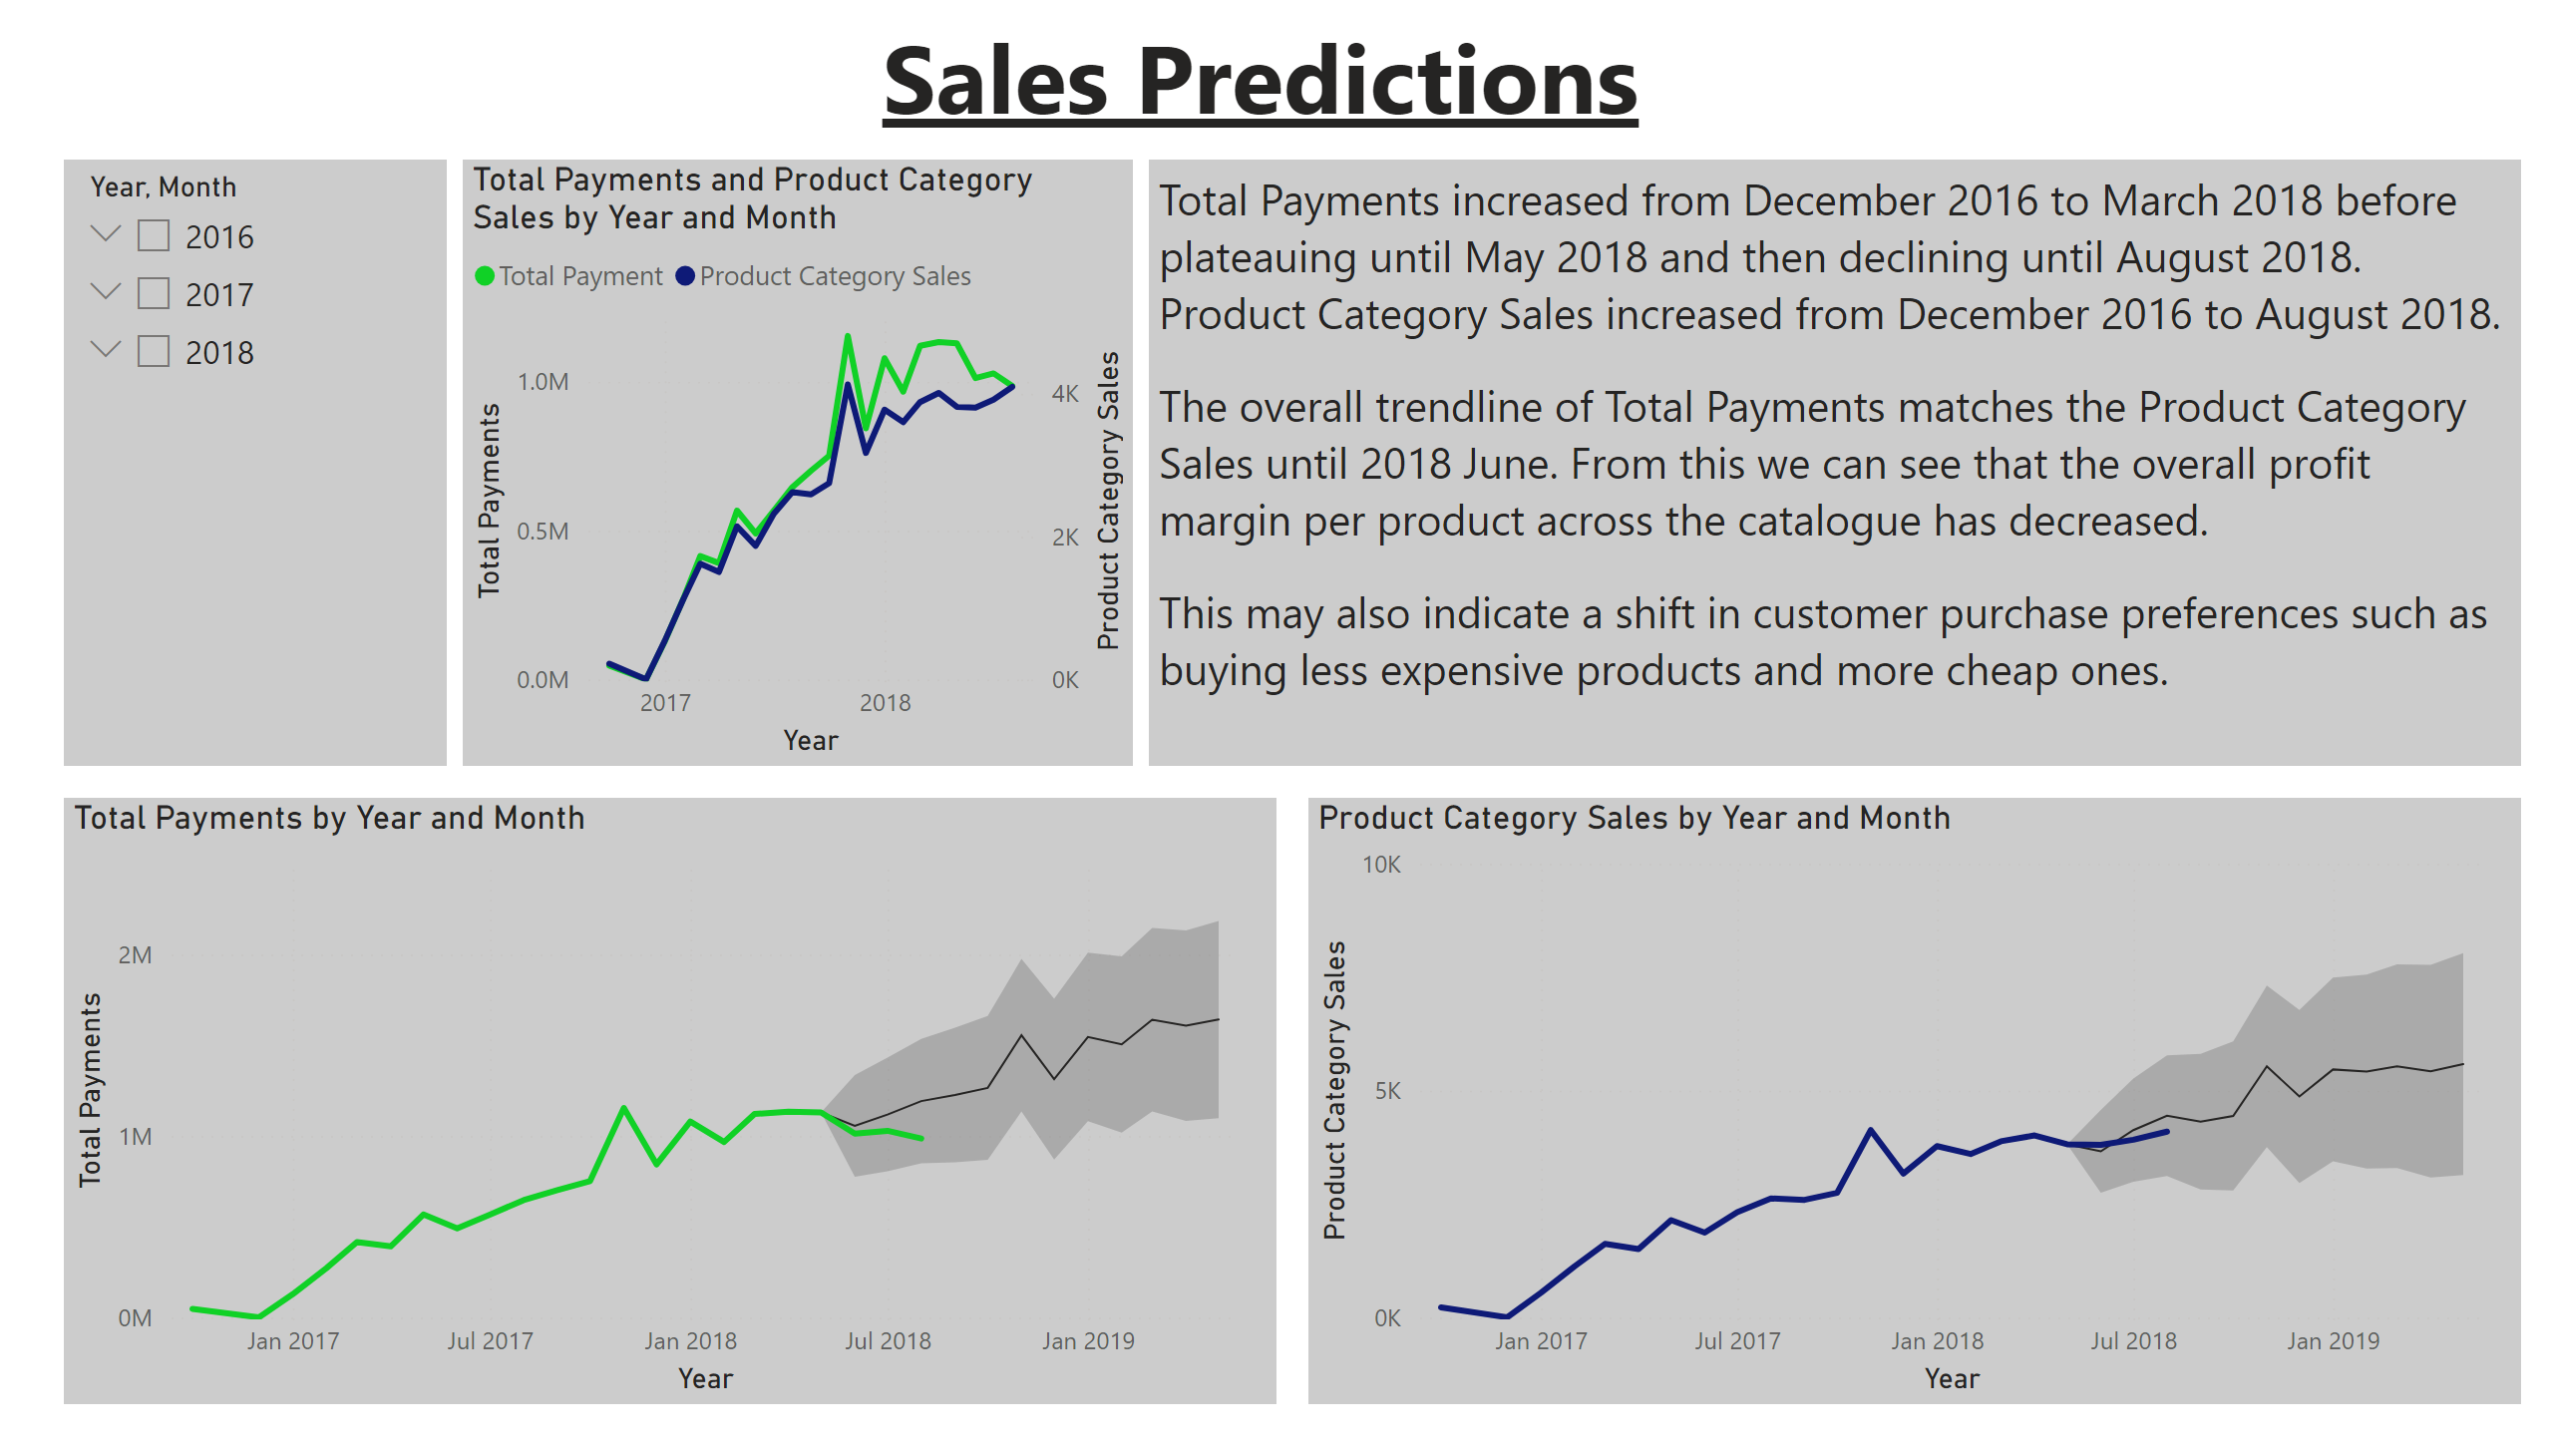 Sales Predictions
Year, Month
2016
2017
2018
Total Payments and Product Category
Sales by Year and Month
Total Payment
Product Category Sales
1.0M
0.5M
0.0M
Total Payments
4K
2K
0K
Product Category Sales
2017
2018
Year
Total Payments increased from December 2016 to March 2018 before
plateauing until May 2018 and then declining until August 2018.
Product Category Sales increased from December 2016 to August 2018.
The overall trendline of Total Payments matches the Product Category
Sales until 2018 June. From this we can see that the overall profit
margin per product across the catalogue has decreased.
This may also indicate a shift in customer purchase preferences such as
buying less expensive products and more cheap ones.
Total Payments by Year and Month
2M
1M
0M
Total Payments
Jan 2017
Jul 2017
Jan 2018
Jul 2018
Jan 2019
Year
Product Category Sales by Year and Month
10K
5K
0K
Product Category Sales
Jan 2017
Jul 2017
Jan 2018
Jul 2018
Jan 2019
Year